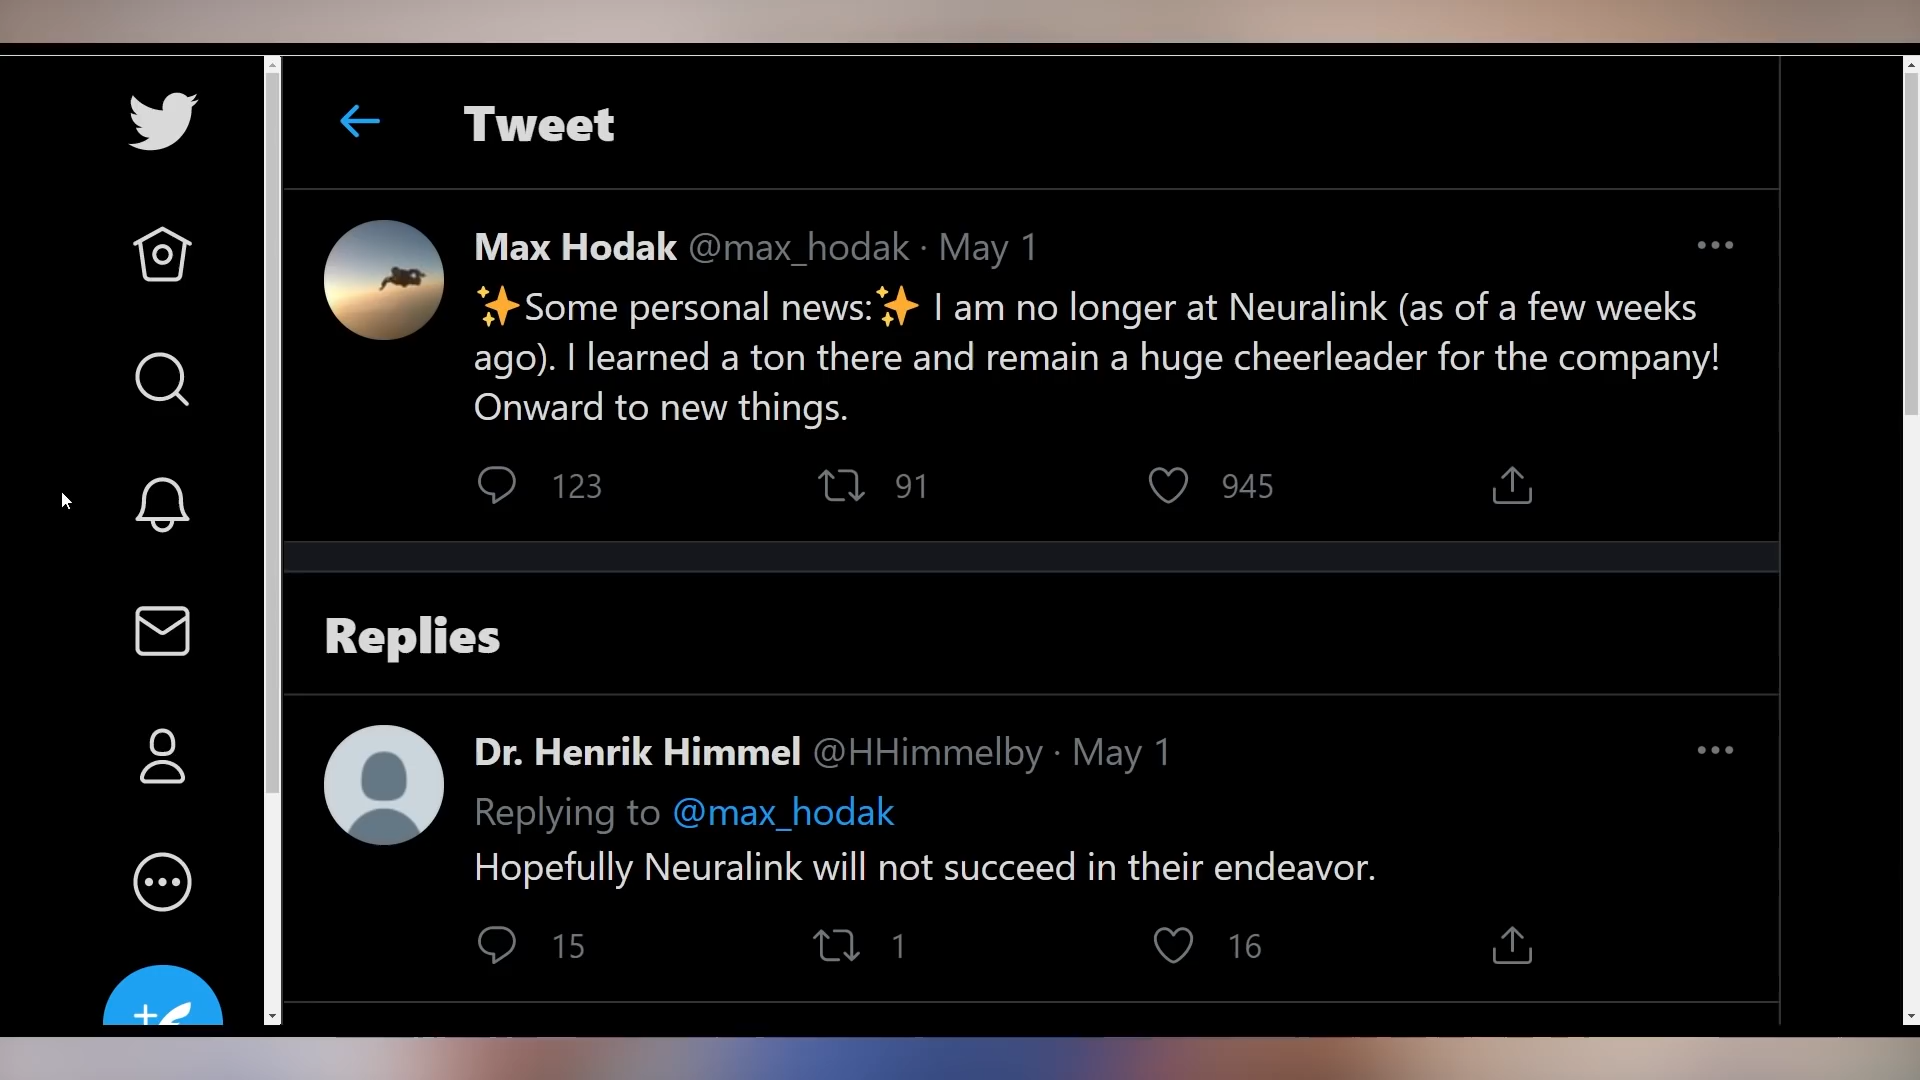 Tweet
Max Hodak @max_hodak · May 1
✨Some personal news:✨ I am no longer at Neuralink (as of a few weeks
ago). I learned a ton there and remain a huge cheerleader for the company!
Onward to new things.
123 91 945
Replies
Dr. Henrik Himmel @HHimmelby · May 1
Replying to @max_hodak
Hopefully Neuralink will not succeed in their endeavor.
15 1 16